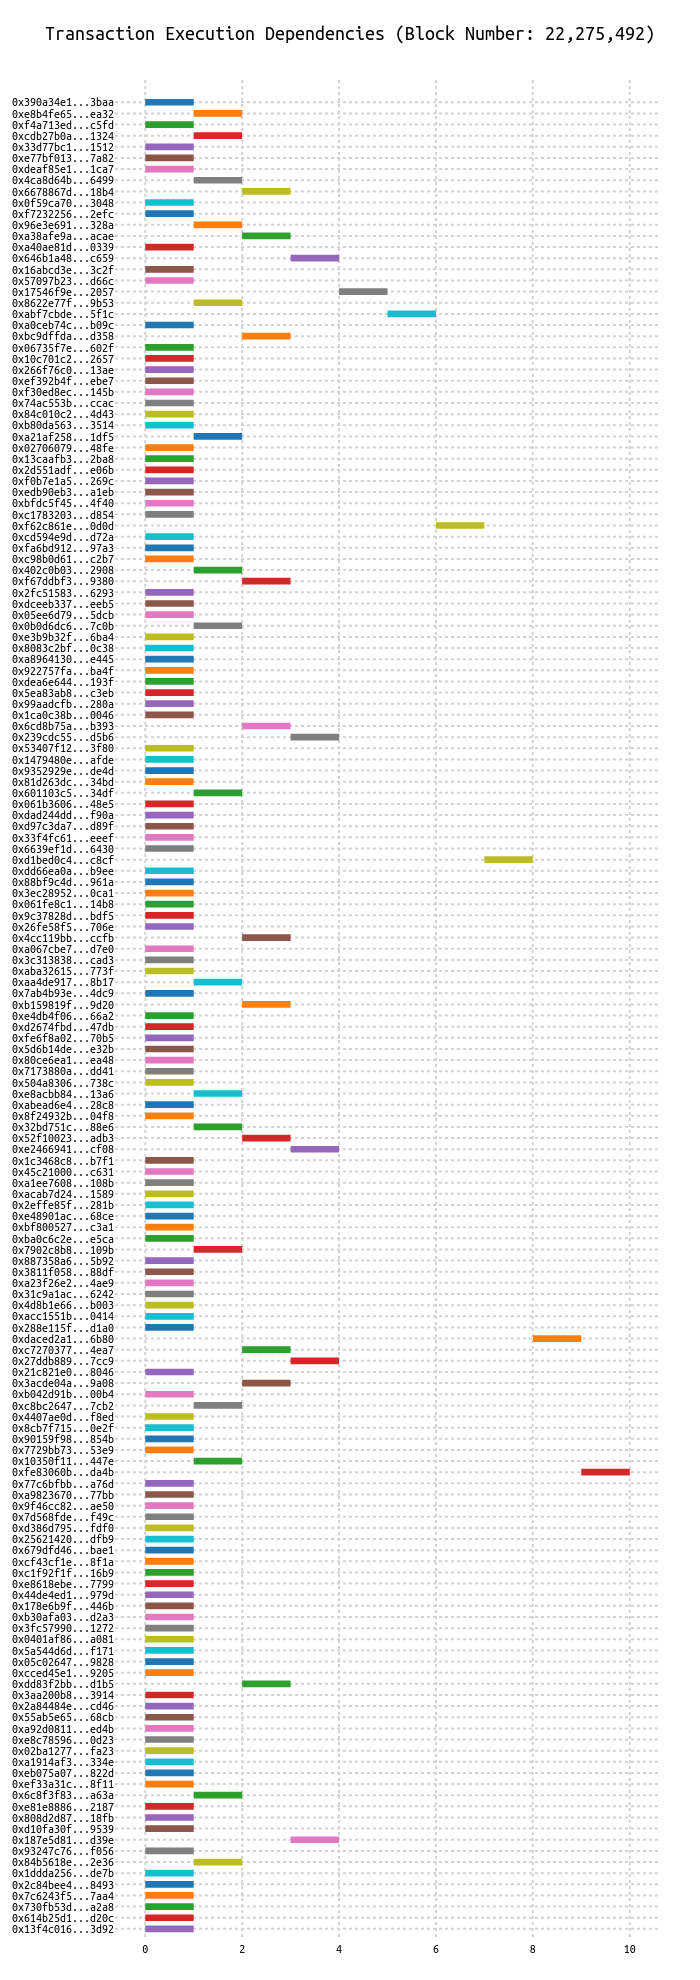 Transaction Execution Dependencies (Block Number: 22,275,492)
0x390a34e1...3baa
0xe8b4fe65...ea32
0xf4a713ed...c5fd
0xcdb27b0a...1324
0x33d77bc1...1512
0xe77bf013...7a82
0xdeaf85e1...1ca7
0x4ca8d64b...6499
0x6678867d...18b4
0x0f59ca70...3048
0xf7232256...2efc
0x96e3e691...328a
0xa38afe9a...acae
0xa40ae81d...0339
0x646b1a48...c659
0x16abcd3e...3c2f
0x57097b23...d66c
0x17546f9e...2057
0x8622e77f...9b53
0xabf7cbde...5f1c
0xa0ceb74c...b09c
0xbc9dffda...d358
0x06735f7e...602f
0x10c701c2...2657
0x266f76c0...13ae
0xef392b4f...ebe7
0xf30ed8ec...145b
0x74ac553b...ccac
0x84c010c2...4d43
0xb80da563...3514
0xa21af258...1df5
0x02706079...48fe
0x13caafb3...2ba8
0x2d551adf...e06b
0xf0b7e1a5...269c
0xedb90eb3...a1eb
0xbfdc5f45...4f40
0xc1783203...d854
0xf62c861e...0d0d
0xcd594e9d...d72a
0xfa6bd912...97a3
0xc98b0d61...c2b7
0x402c0b03...2908
0xf67ddbf3...9380
0x2fc51583...6293
0xdceeb337...eeb5
0x05ee6d79...5dcb
0x0b0d6dc6...7c0b
0xe3b9b32f...6ba4
0x8083c2bf...0c38
0xa8964130...e445
0x922757fa...ba4f
0xdea6e644...193f
0x5ea83ab8...c3eb
0x99aadcfb...280a
0x1ca0c38b...0046
0x6cd8b75a...b393
0x239cdc55...d5b6
0x53407f12...3f80
0x1479480e...afde
0x9352929e...de4d
0x81d263dc...34bd
0x601103c5...34df
0x061b3606...48e5
0xdad244dd...f90a
0xd97c3da7...d89f
0x33f4fc61...eeef
0x6639ef1d...6430
0xd1bed0c4...c8cf
0xdd66ea0a...b9ee
0x88bf9c4d...961a
0x3ec28952...0ca1
0x061fe8c1...14b8
0x9c37828d...bdf5
0x26fe58f5...706e
0x4cc119bb...ccfb
0xa067cbe7...d7e0
0x3c313838...cad3
0xaba32615...773f
0xaa4de917...8b17
0x7ab4b93e...4dc9
0xb159819f...9d20
0xe4db4f06...66a2
0xd2674fbd...47db
0xfe6f8a02...70b5
0x5d6b14de...e32b
0x80ce6ea1...ea48
0x7173880a...dd41
0x504a8306...738c
0xe8acbb84...13a6
0xabead6e4...28c8
0x8f24932b...04f8
0x32bd751c...88e6
0x52f10023...adb3
0xe2466941...cf08
0x1c3468c8...b7f1
0x45c21000...c631
0xa1ee7608...108b
0xacab7d24...1589
0x2effe85f...281b
0xe48901ac...68ce
0xbf800527...c3a1
0xba0c6c2e...e5ca
0x7902c8b8...109b
0x887358a6...5b92
0x3811f058...88df
0xa23f26e2...4ae9
0x31c9a1ac...6242
0x4d8b1e66...b003
0xacc1551b...0414
0x288e115f...d1a0
0xdaced2a1...6b80
0xc7270377...4ea7
0x27ddb889...7cc9
0x21c821e0...8046
0x3acde04a...9a08
0xb042d91b...00b4
0xc8bc2647...7cb2
0x4407ae0d...f8ed
0x8cb7f715...0e2f
0x90159f98...854b
0x7729bb73...53e9
0x10350f11...447e
0xfe83060b...da4b
0x77c6bfbb...a76d
0xa9823670...77bb
0x9f46cc82...ae50
0x7d568fde...f49c
0xd386d795...fdf0
0x25621420...dfb9
0x679dfd46...bae1
0xcf43cf1e...8f1a
0xc1f92f1f...16b9
0xe8618ebe...7799
0x44de4ed1...979d
0x178e6b9f...446b
0xb30afa03...d2a3
0x3fc57990...1272
0x0401af86...a081
0x5a544d6d...f171
0x05c02647...9828
0xcced45e1...9205
0xdd83f2bb...d1b5
0x3aa200b8...3914
0x2a84484e...cd46
0x55ab5e65...68cb
0xa92d0811...ed4b
0xe8c78596...0d23
0x02ba1277...fa23
0xa1914af3...334e
0xeb075a07...822d
0xef33a31c...8f11
0x6c8f3f83...a63a
0xe81e8886...2187
0x808d2d87...18fb
0xd10fa30f...9539
0x187e5d81...d39e
0x93247c76...f056
0x84b5618e...2e36
0x1ddda256...de7b
0x2c84bee4...8493
0x7c6243f5...7aa4
0x730fb53d...a2a8
0x614b25d1...d20c
0x13f4c016...3d92
0 2 4 6 8 10